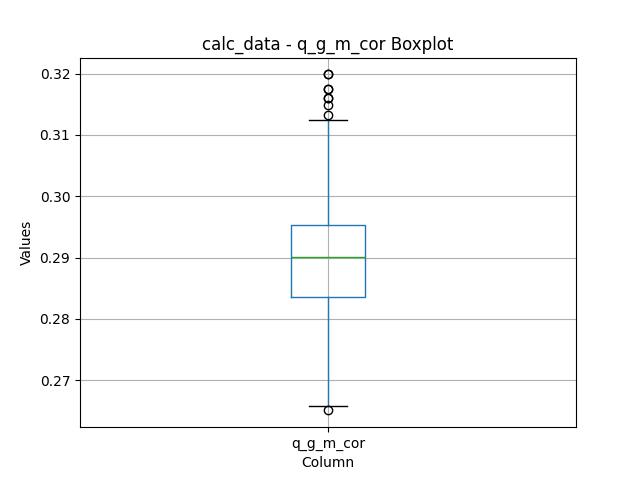 calc_data - q_g_m_cor Boxplot
0.32
0.31
0.30
0.29
0.28
0.27
Values
q_g_m_cor
Column